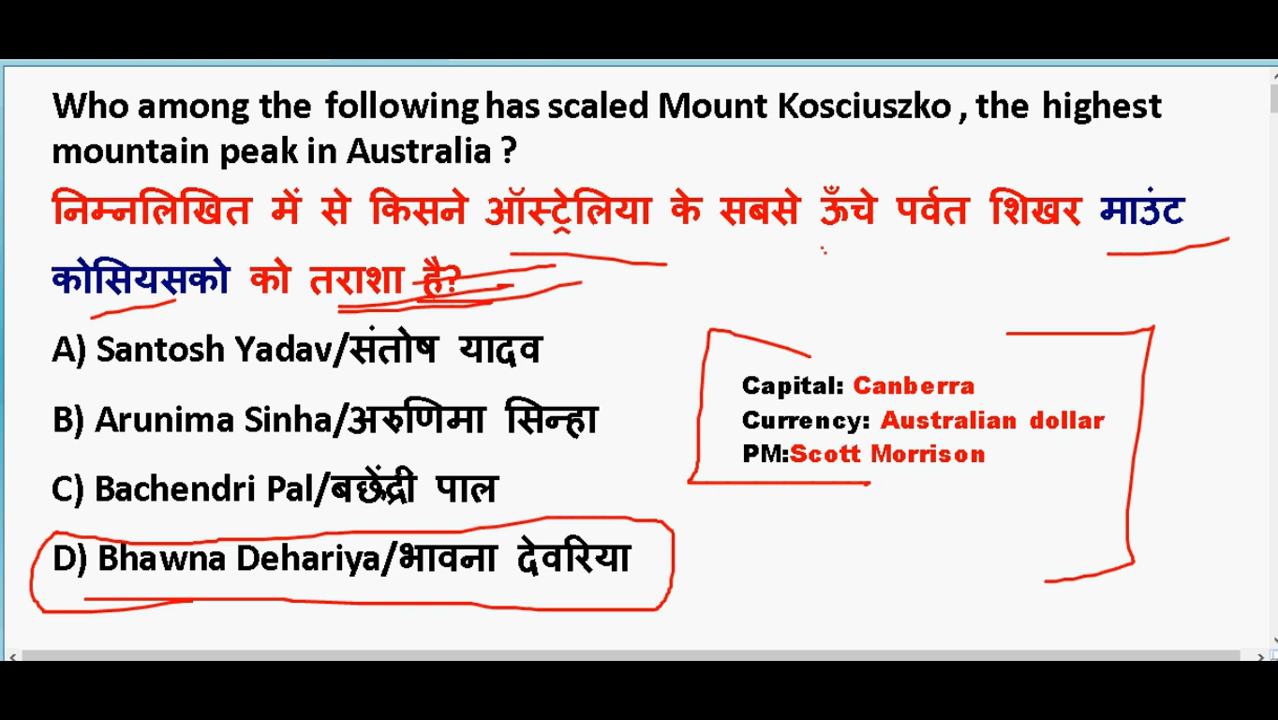 Who among the following has scaled Mount Kosciuszko , the highest
mountain peak in Australia ?
निम्नलिखित में से किसने ऑस्ट्रेलिया के सबसे ऊँचे पर्वत शिखर माउंट
कोसियसको को तराशा है?
A) Santosh Yadav/संतोष यादव
B) Arunima Sinha/अरुणिमा सिन्हा
C) Bachendri Pal/बछेंद्री पाल
D) Bhawna Dehariya/भावना देवरिया
Capital: Canberra
Currency: Australian dollar
PM:Scott Morrison